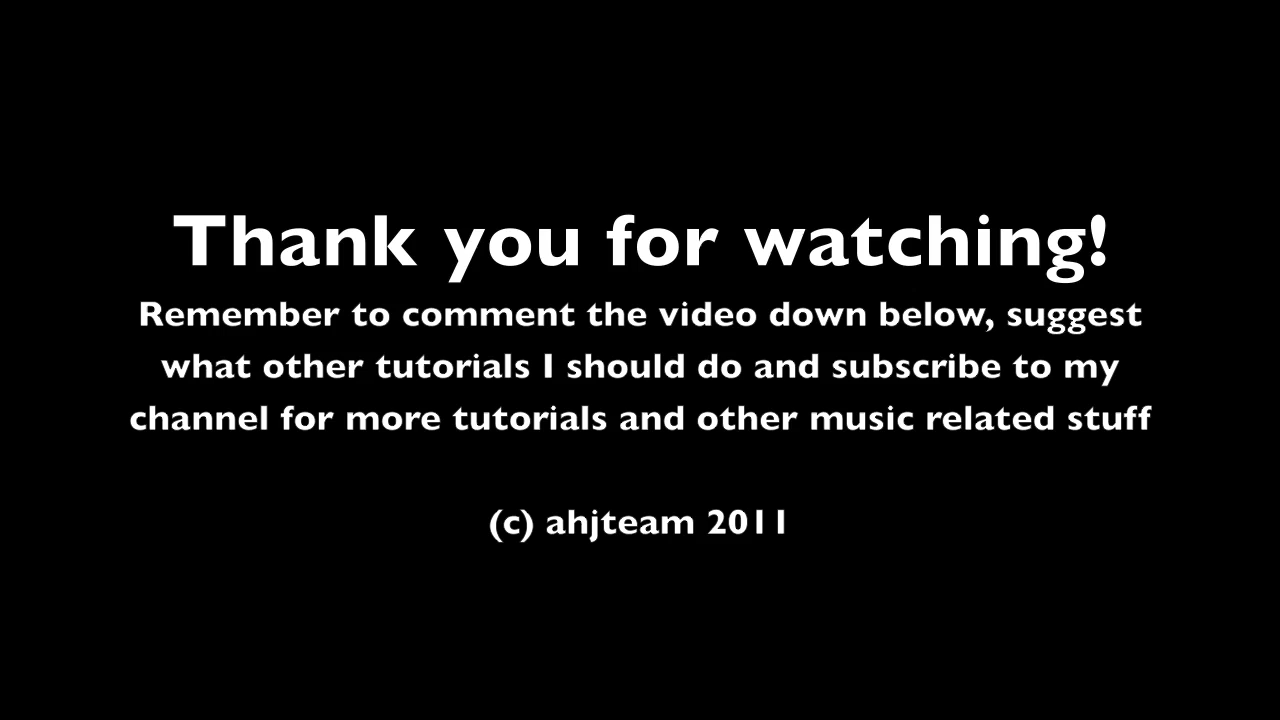 Thank you for watching!
Remember to comment the video down below, suggest
what other tutorials I should do and subscribe to my
channel for more tutorials and other music related stuff
(c) ahjteam 2011